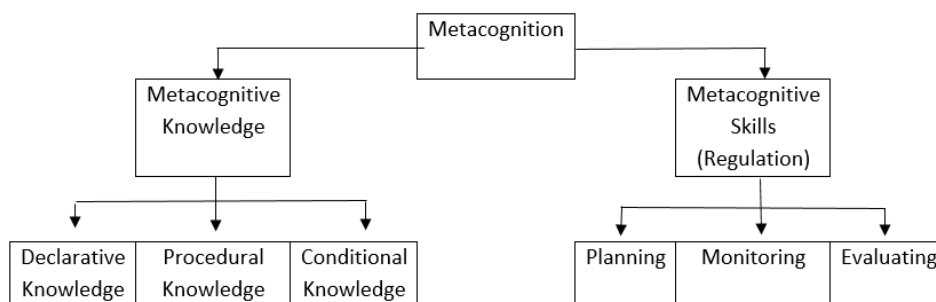 Metacognition
Metacognitive
Knowledge
Metacognitive
Skills
(Regulation)
Declarative
Knowledge
Procedural
Knowledge
Conditional
Knowledge
Planning
Monitoring
Evaluating